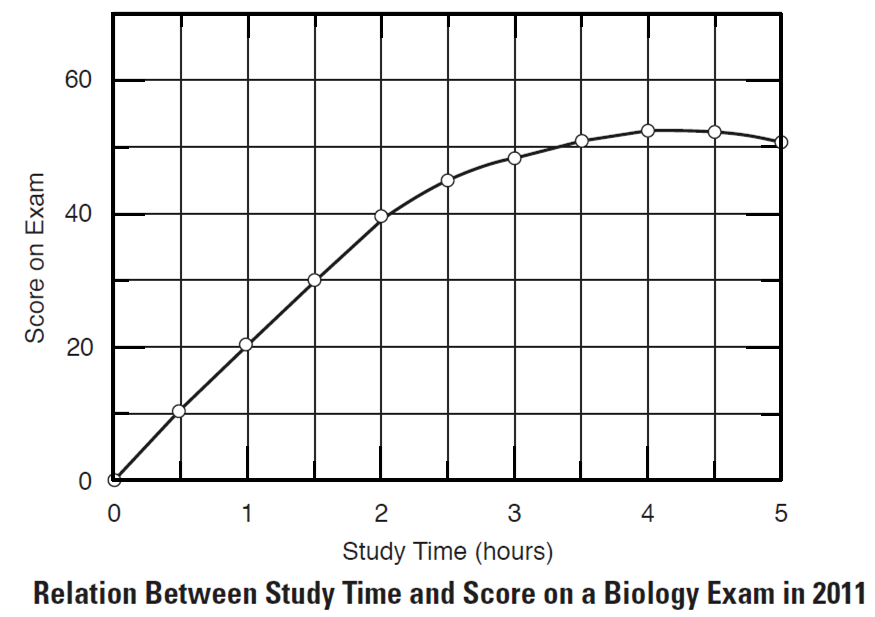 60
40
20
0
Score on Exam
0 1 2 3 4 5
Study Time (hours)
Relation Between Study Time and Score on a Biology Exam in 2011